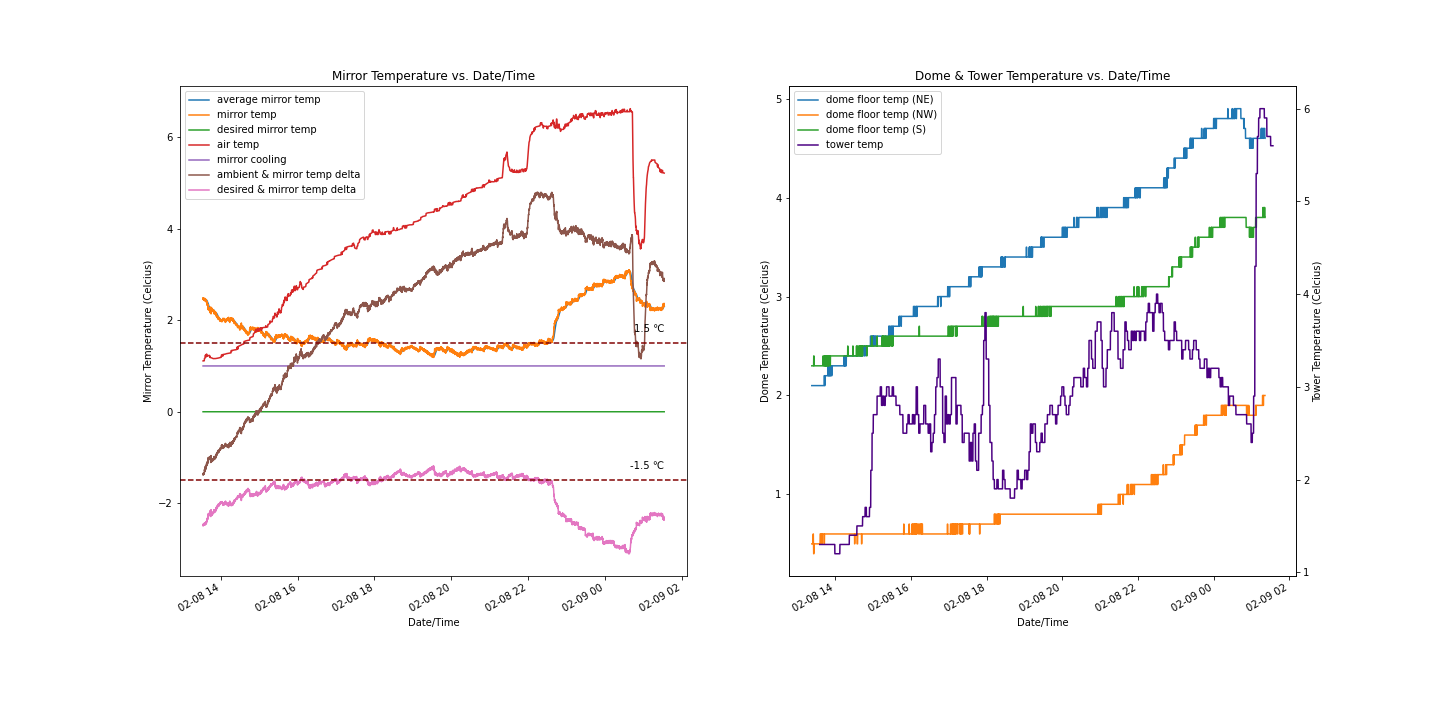 Mirror Temperature vs. Date/Time
average mirror temp
mirror temp
desired mirror temp
air temp
mirror cooling
ambient & mirror temp delta
desired & mirror temp delta
Mirror Temperature (Celcius)
6
4
2
0
−2
1.5 ℃
-1.5 ℃
02-08 14
02-08 16
02-08 18
02-08 20
02-08 22
02-09 00
02-09 02
Date/Time
Dome & Tower Temperature vs. Date/Time
dome floor temp (NE)
dome floor temp (NW)
dome floor temp (S)
tower temp
Dome Temperature (Celcius)
5
4
3
2
1
Tower Temperature (Celcius)
6
5
4
3
2
1
02-08 14
02-08 16
02-08 18
02-08 20
02-08 22
02-09 00
02-09 02
Date/Time